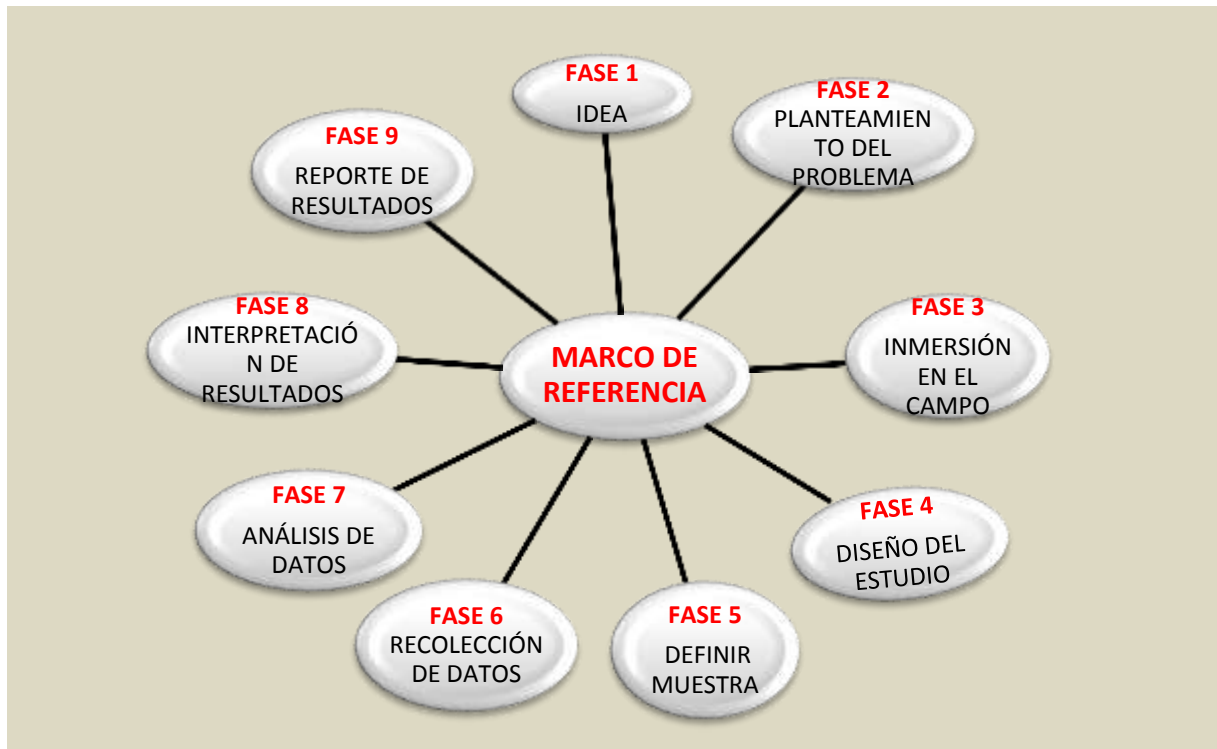 FASE 1
IDEA
FASE 2
PLANTEAMIEN
TO DEL
PROBLEMA
FASE 3
INMERSIÓN
EN EL
CAMPO
FASE 4
DISEÑO DEL
ESTUDIO
FASE 5
DEFINIR
MUESTRA
FASE 6
RECOLECCIÓN
DE DATOS
FASE 7
ANÁLISIS DE
DATOS
FASE 8
INTERPRETACIÓ
N DE
RESULTADOS
FASE 9
REPORTE DE
RESULTADOS
MARCO DE
REFERENCIA